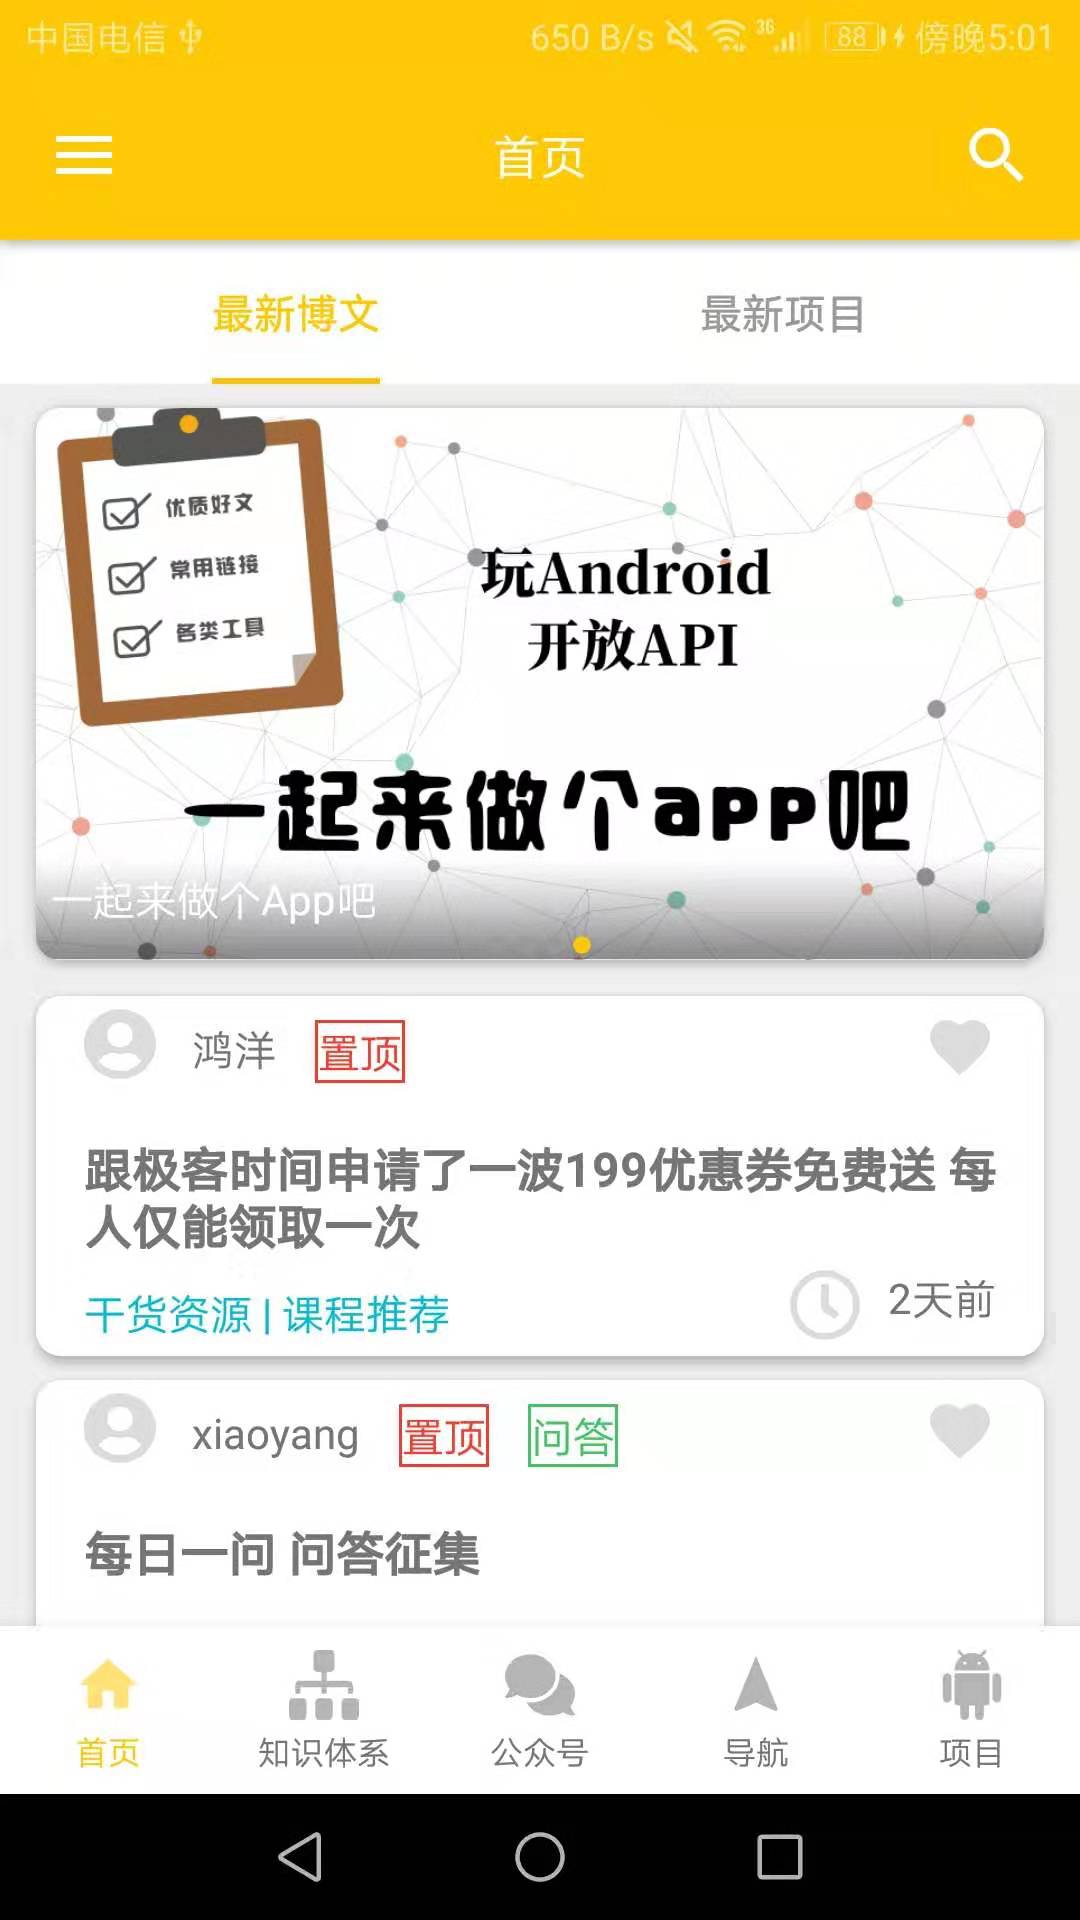 中国电信 650 B/s 3G 88 傍晚5:01
首页
最新博文 最新项目
优质好文
常用链接
各类工具
玩Android
开放API
一起来做个app吧
一起来做个App吧
鸿洋 置顶
跟极客时间申请了一波199优惠券免费送 每
人仅能领取一次
干货资源 | 课程推荐 2天前
xiaoyang 置顶 问答
每日一问 问答征集
首页 知识体系 公众号 导航 项目